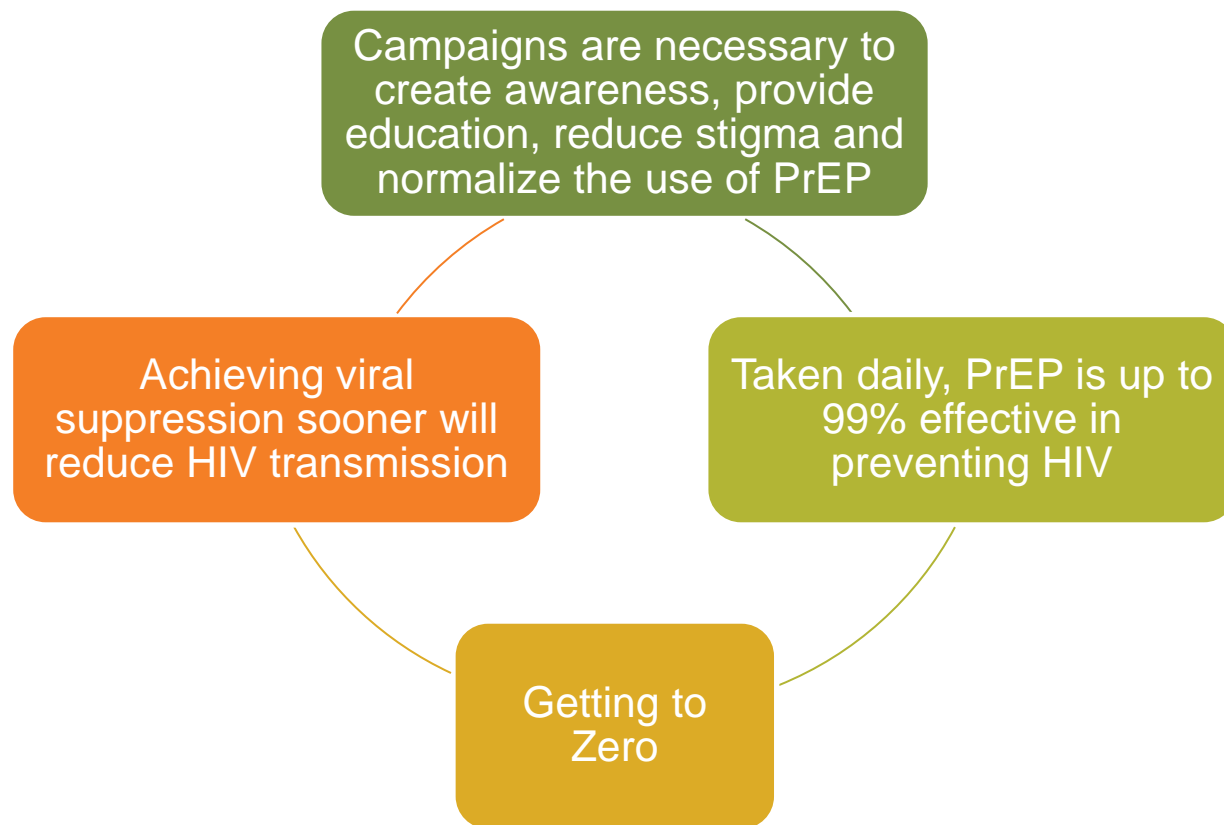 Campaigns are necessary to
create awareness, provide
education, reduce stigma and
normalize the use of PrEP
Achieving viral
suppression sooner will
reduce HIV transmission
Taken daily, PrEP is up to
99% effective in
preventing HIV
Getting to
Zero